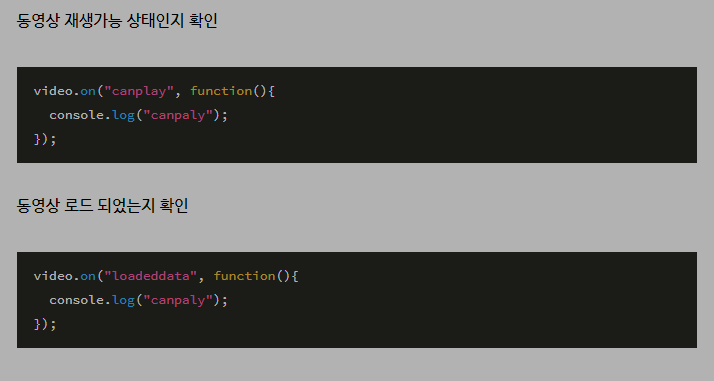 동영상 재생가능 상태인지 확인
video.on("canplay", function(){
  console.log("canpaly");
});
동영상 로드 되었는지 확인
video.on("loadeddata", function(){
  console.log("canpaly");
});